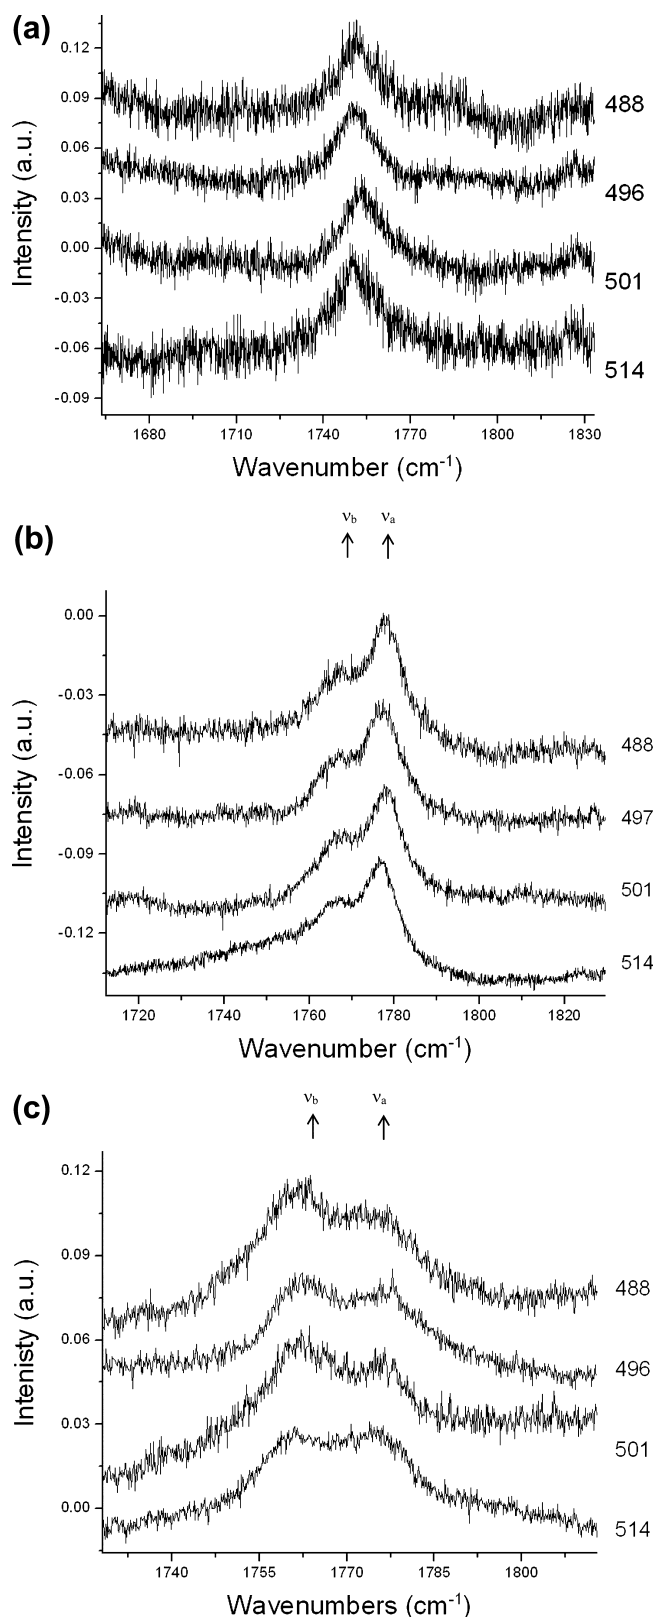 (a)
0.12
0.09
0.06
0.03
0.00
-0.03
-0.06
-0.09
Intensity (a.u.)
488
496
501
514
1680 1710 1740 1770 1800 1830
Wavenumber (cm-1)
(b)
νb νa
0.00
-0.03
-0.06
-0.09
-0.12
Intensity (a.u.)
488
497
501
514
1720 1740 1760 1780 1800 1820
Wavenumber (cm-1)
(c)
νb νa
0.12
0.09
0.06
0.03
0.00
Intenisty (a.u.)
488
496
501
514
1740 1755 1770 1785 1800
Wavenumbers (cm-1)